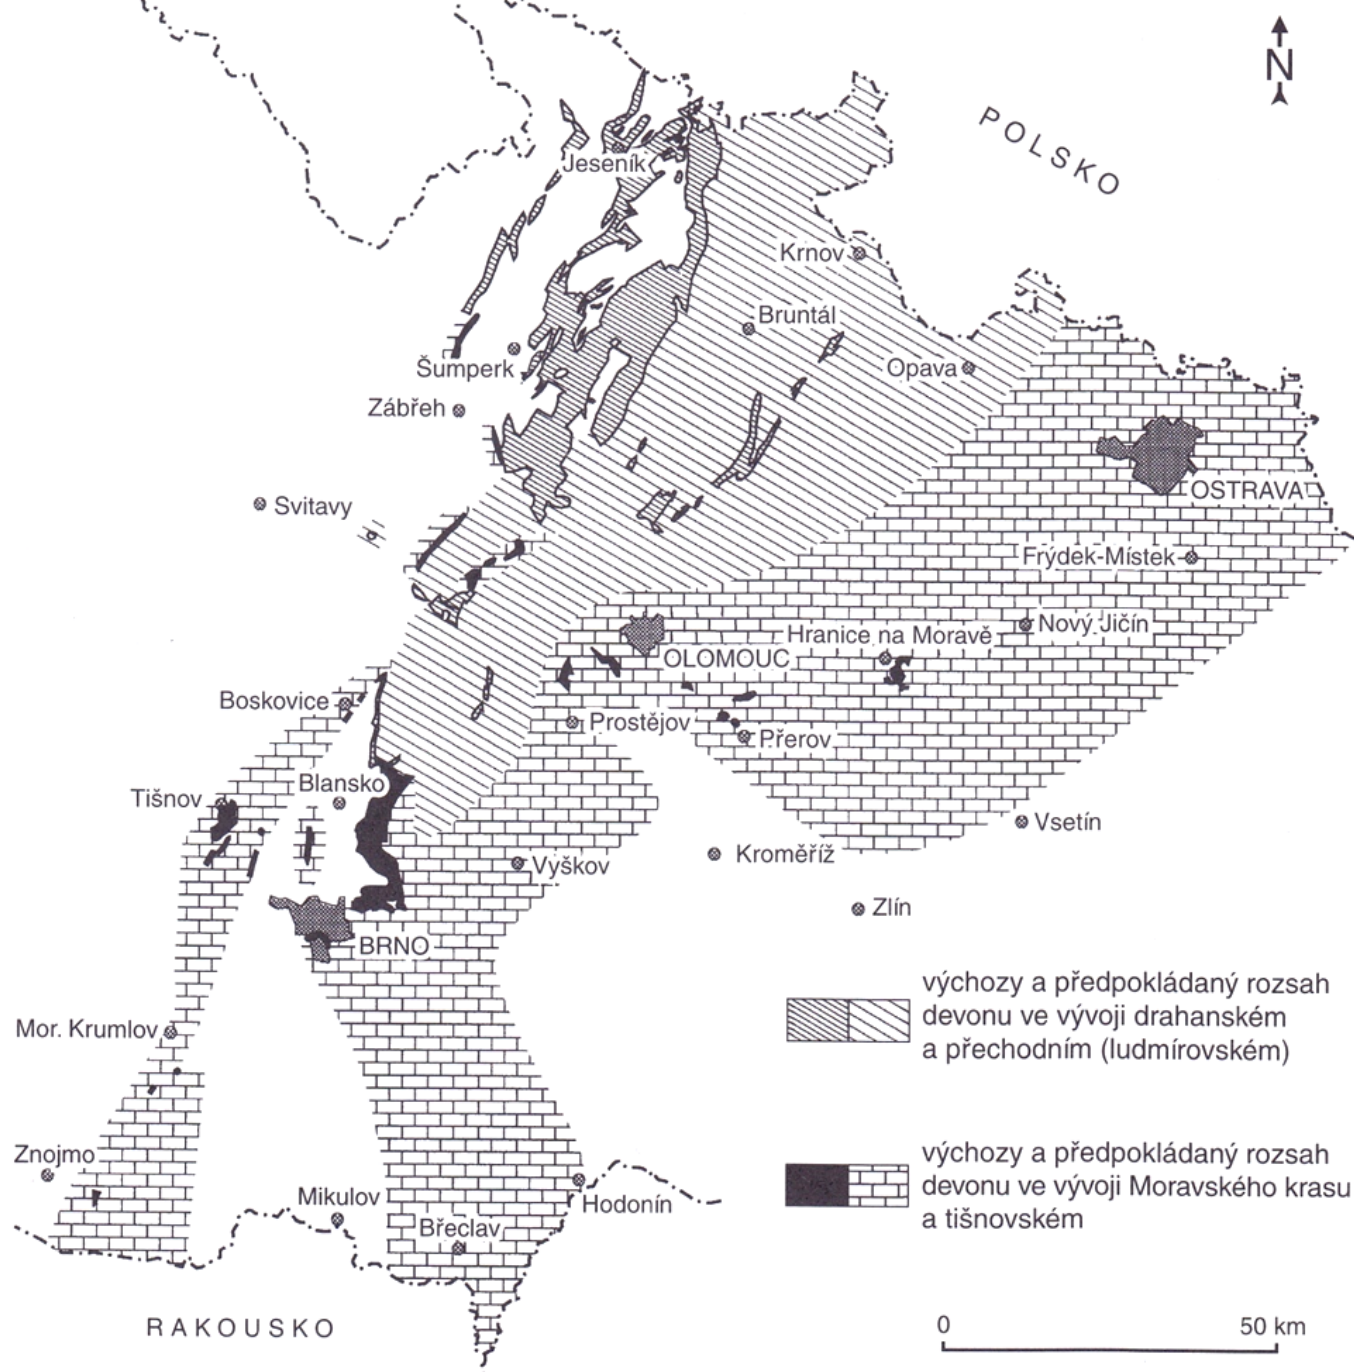 N
POLSKO
Jeseník
Krnov
Bruntál
Šumperk
Opava
Zábřeh
OSTRAVA
Svitavy
Frýdek-Místek
Nový Jičín
Hranice na Moravě
OLOMOUC
Boskovice
Prostějov
Přerov
Blansko
Tišnov
Vsetín
Kroměříž
Vyškov
Zlín
BRNO
výchozy a předpokládaný rozsah
devonu ve vývoji drahanském
a přechodním (ludmírovském)
Mor. Krumlov
výchozy a předpokládaný rozsah
devonu ve vývoji Moravského krasu
a tišnovském
Znojmo
Mikulov
Hodonín
Břeclav
RAKOUSKO
0 50 km